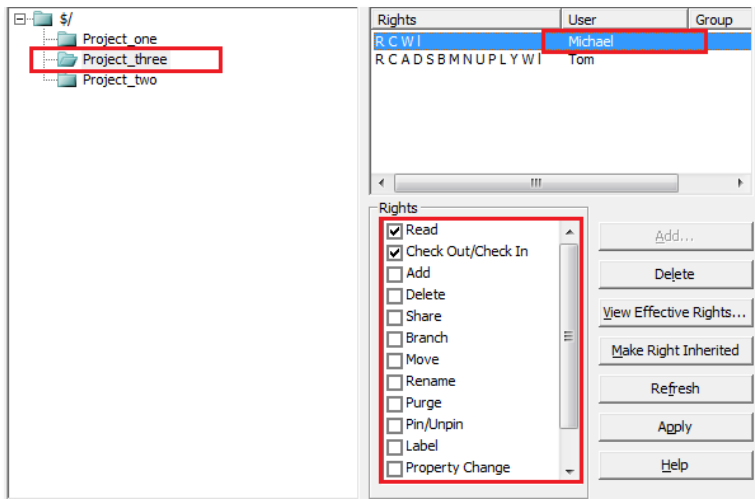 $/
Project_one
Project_three
Project_two
Rights User Group
R C W I Michael
R C A D S B M N U P L Y W I Tom
Rights
Read
Check Out/Check In
Add
Delete
Share
Branch
Move
Rename
Purge
Pin/Unpin
Label
Property Change
Add...
Delete
View Effective Rights...
Make Right Inherited
Refresh
Apply
Help